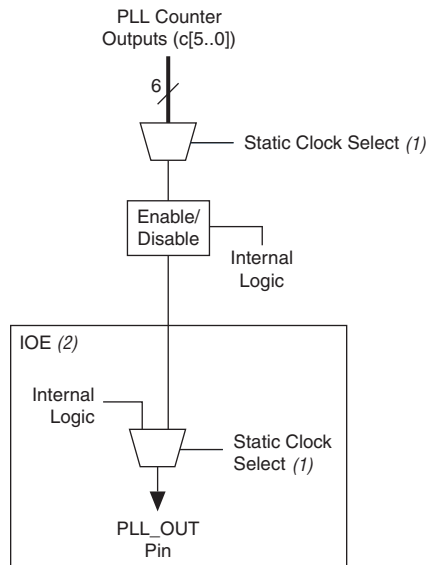 PLL Counter
Outputs (c[5..0])
6
Static Clock Select (1)
Enable/
Disable
Internal
Logic
IOE (2)
Internal
Logic
Static Clock
Select (1)
PLL_OUT
Pin